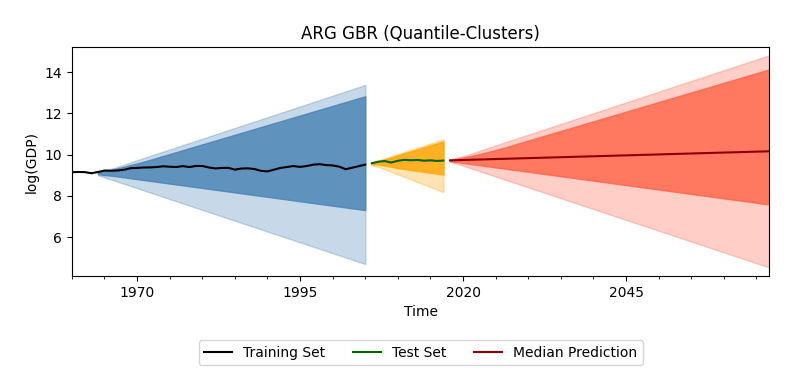 ARG GBR (Quantile-Clusters)
log(GDP)
14
12
10
8
6
1970
1995
2020
2045
Time
Training Set
Test Set
Median Prediction